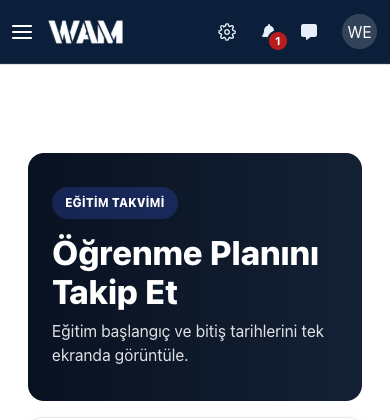 WAM
1
WE
EĞİTİM TAKVİMİ
Öğrenme Planını
Takip Et
Eğitim başlangıç ve bitiş tarihlerini tek
ekranda görüntüle.